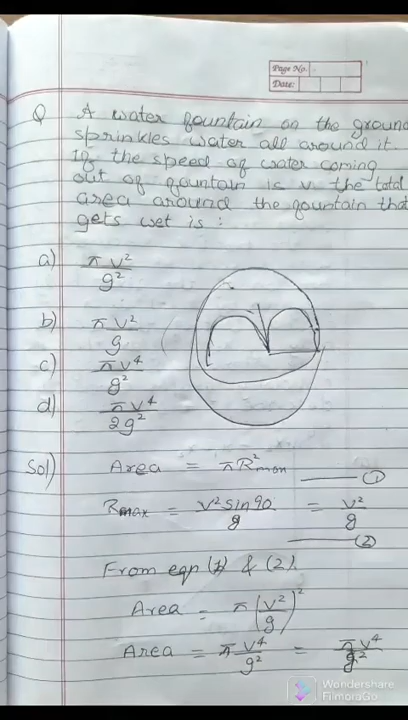 Page No.
Date:
Q A water fountain on the ground
sprinkles water all around it.
If the speed of water coming
out of fountain is v. the total
area around the fountain that
gets wet is :
a) πv²/g²
b) πv²/g
c) πv⁴/g²
d) πv⁴/2g²
Sol) Area = πR²max ——— ①
Rmax = v² sin90/g = v²/g ——— ②
From eqn (1) & (2)
Area = π(v²/g)²
Area = πv⁴/g² = πv⁴/g²
Wondershare
FilmoraGo